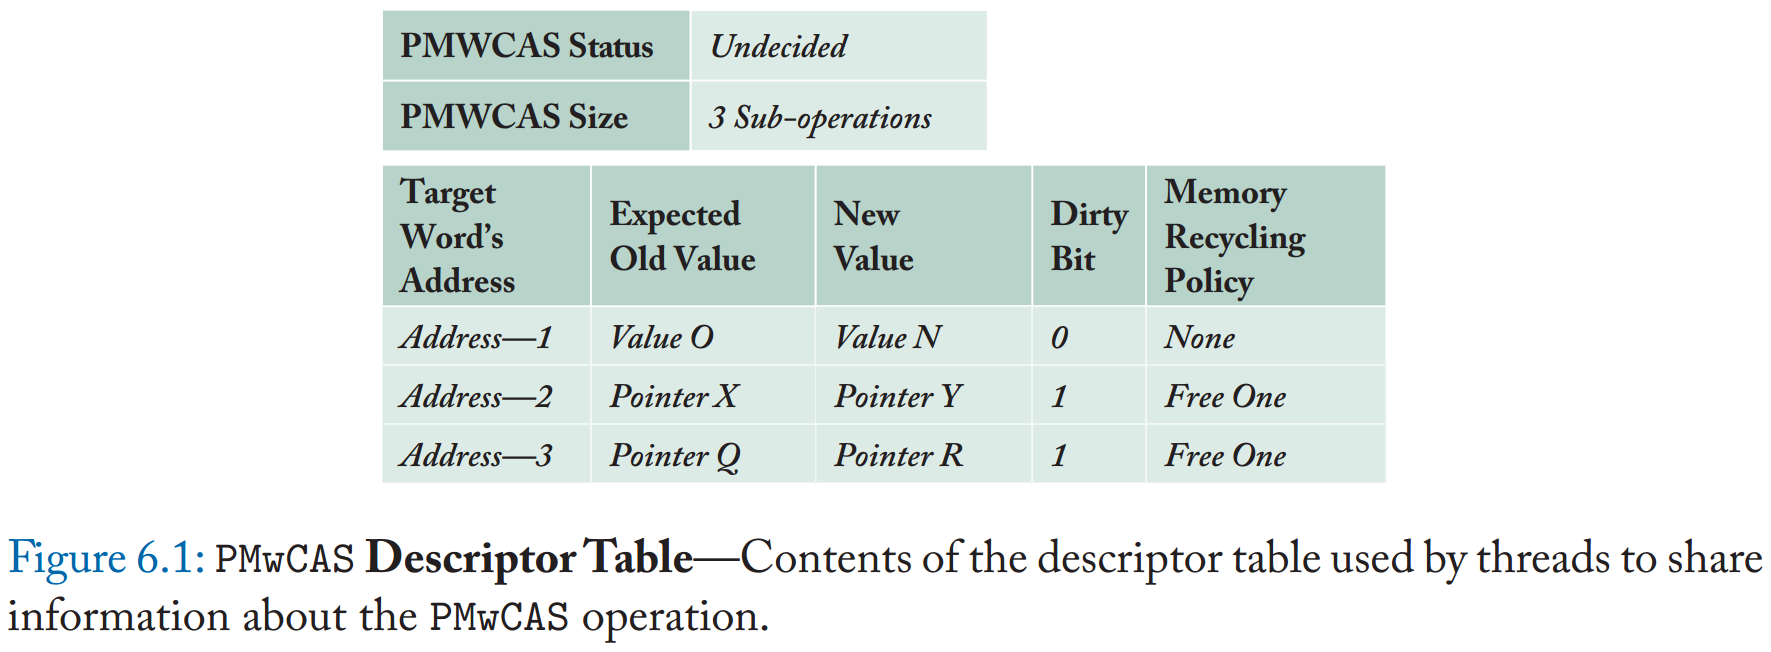 PMWCAS Status Undecided
PMWCAS Size 3 Sub-operations
Target Word's Address Expected Old Value New Value Dirty Bit Memory Recycling Policy
Address—1 Value O Value N 0 None
Address—2 Pointer X Pointer Y 1 Free One
Address—3 Pointer Q Pointer R 1 Free One
Figure 6.1: PMwCAS Descriptor Table—Contents of the descriptor table used by threads to share
information about the PMwCAS operation.